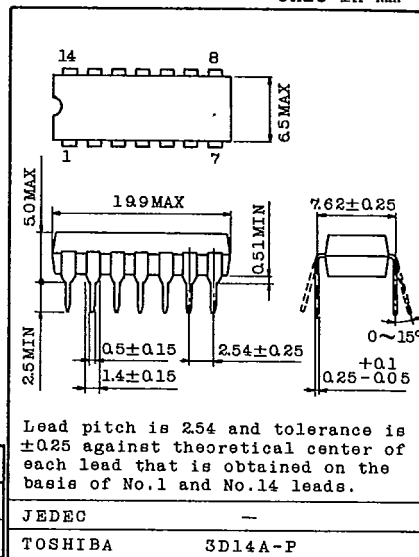 14 8
6.5MAX
1 7
5.0MAX
19.9MAX
0.51MIN
7.62±0.25
2.5MIN
0.5±0.15
2.54±0.25
1.4±0.15
0~15°
+0.1
0.25-0.05
Lead pitch is 2.54 and tolerance is
±0.25 against theoretical center of
each lead that is obtained on the
basis of No.1 and No.14 leads.
JEDEC —
TOSHIBA 3D14A-P